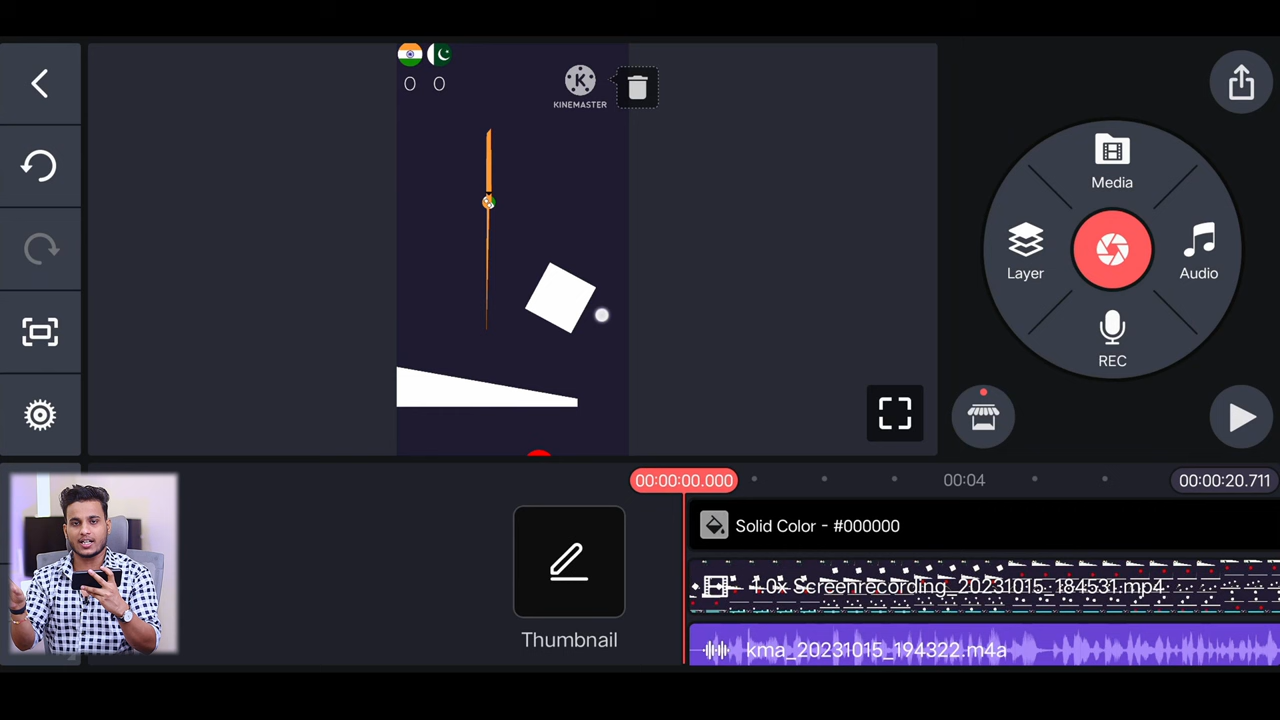 0 0
KINEMASTER
Media
Layer
Audio
REC
00:00:00.000
00:04
00:00:20.711
Solid Color - #000000
1.0x Screenrecording_20231015_184531.mp4
kma_20231015_194322.m4a
Thumbnail